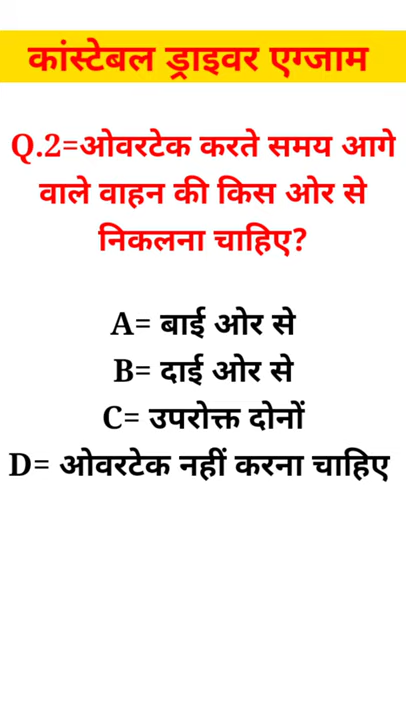 कांस्टेबल ड्राइवर एग्जाम
Q.2=ओवरटेक करते समय आगे
वाले वाहन की किस ओर से
निकलना चाहिए?
A= बाई ओर से
B= दाई ओर से
C= उपरोक्त दोनों
D= ओवरटेक नहीं करना चाहिए